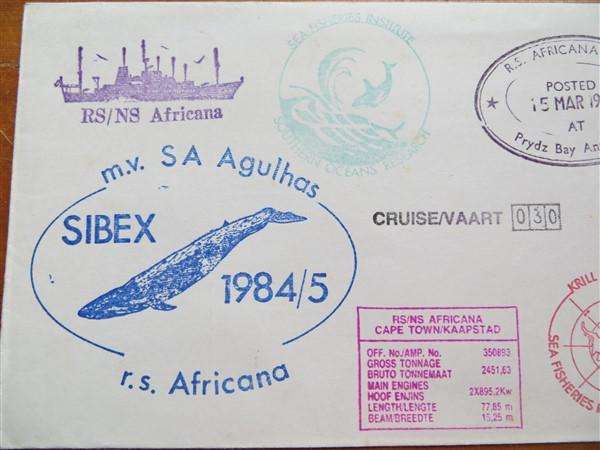 RS/NS Africana
SEA FISHERIES INSTITUTE
SOUTHERN OCEANS RESEARCH
R.S. AFRICANA
POSTED
15 MAR 19
AT
Prydz Bay An
m.v. SA Agulhas
SIBEX
1984/5
r.s. Africana
CRUISE/VAART 030
RS/NS AFRICANA
CAPE TOWN/KAAPSTAD
OFF. No./AMP. No. 350893
GROSS TONNAGE
BRUTO TONNEMAAT 2451,63
MAIN ENGINES
HOOF ENJINS 2X895,2Kw
LENGTH/LENGTE 77,85 m
BEAM/BREEDTE 15,25 m
KRILL
SEA FISHERIES